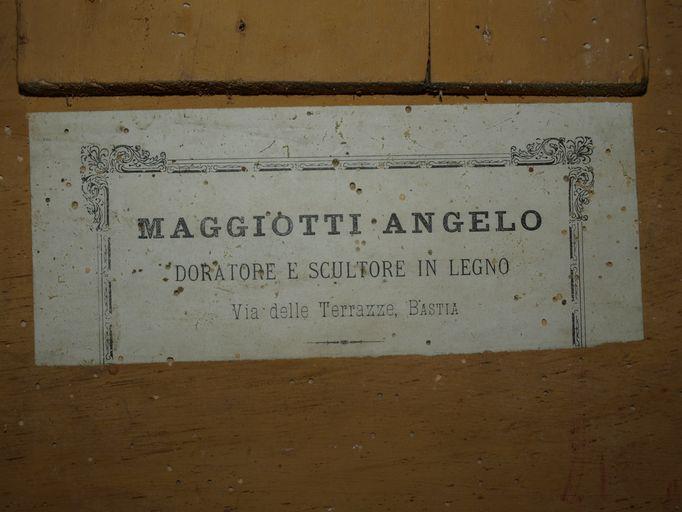 MAGGIOTTI ANGELO
DORATORE E SCULTORE IN LEGNO
Via delle Terrazze, BASTIA